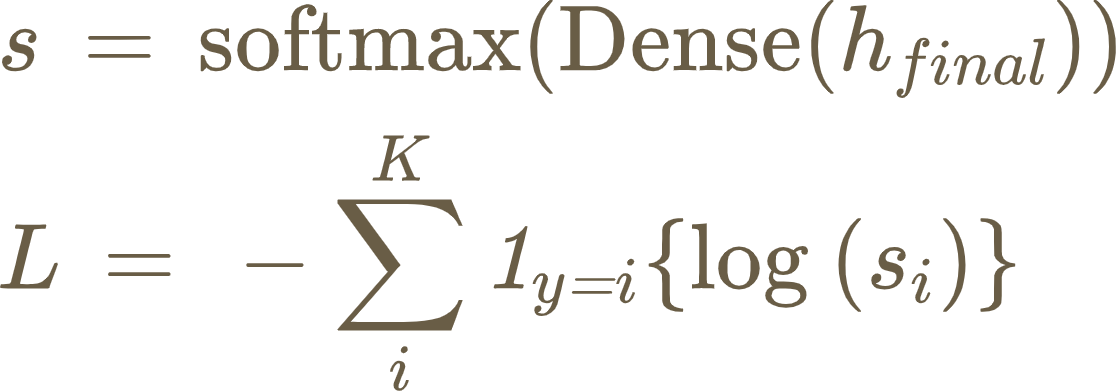 s = softmax(Dense(h_{final}))
L = -\sum_{i}^{K} 1_{y=i}\{log (s_i)\}